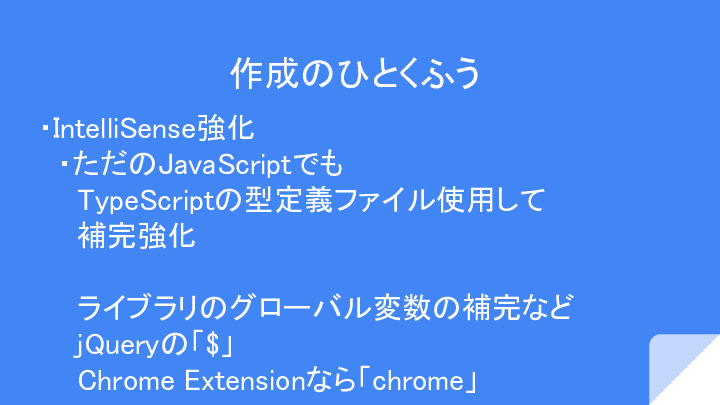 作成のひとくふう
・IntelliSense強化
・ただのJavaScriptでも
TypeScriptの型定義ファイル使用して
補完強化
ライブラリのグローバル変数の補完など
jQueryの「$」
Chrome Extensionなら「chrome」